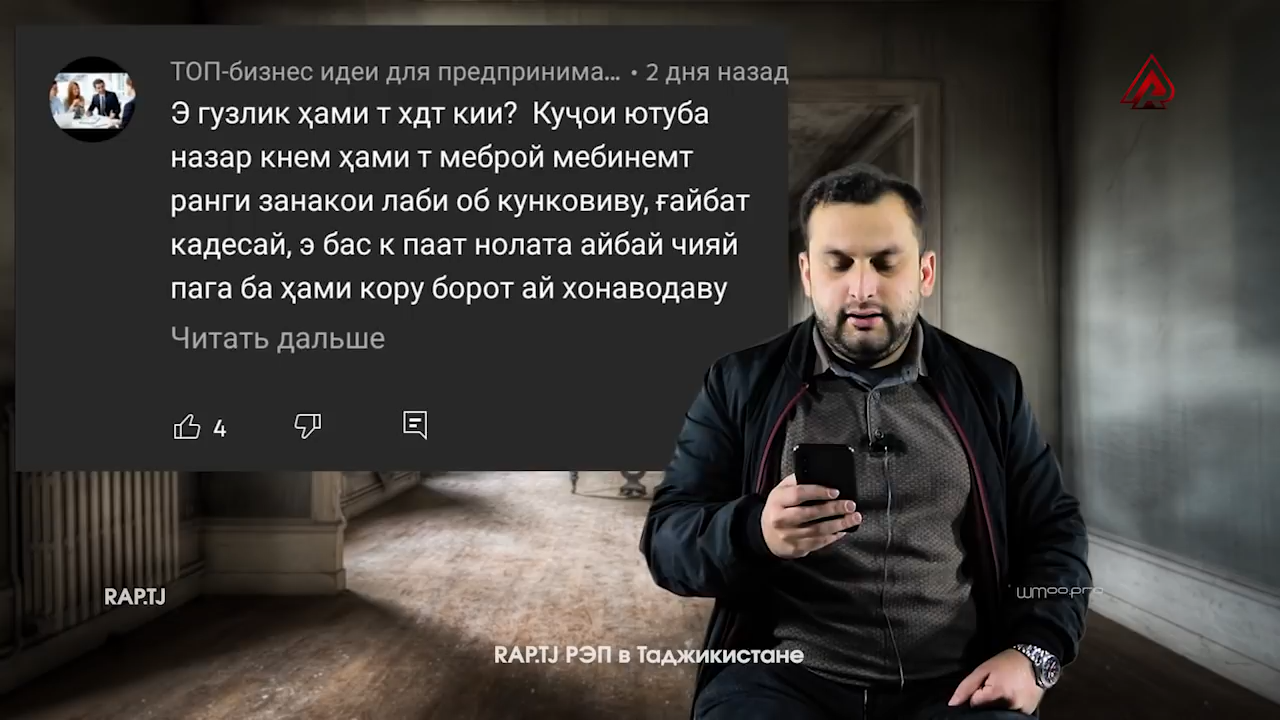 ТОП-бизнес идеи для предпринима... • 2 дня назад
Э гузлик ҳами т хдт кии? Куҷои ютуба
назар кнем ҳами т меброй мебинемт
ранги занакои лаби об кунковиву, ғайбат
кадесай, э бас к паат нолата айбай чияй
пага ба ҳами кору борот ай хонаводаву
Читать дальше
4
RAP.TJ
wmoo.pro
RAP.TJ РЭП в Таджикистане